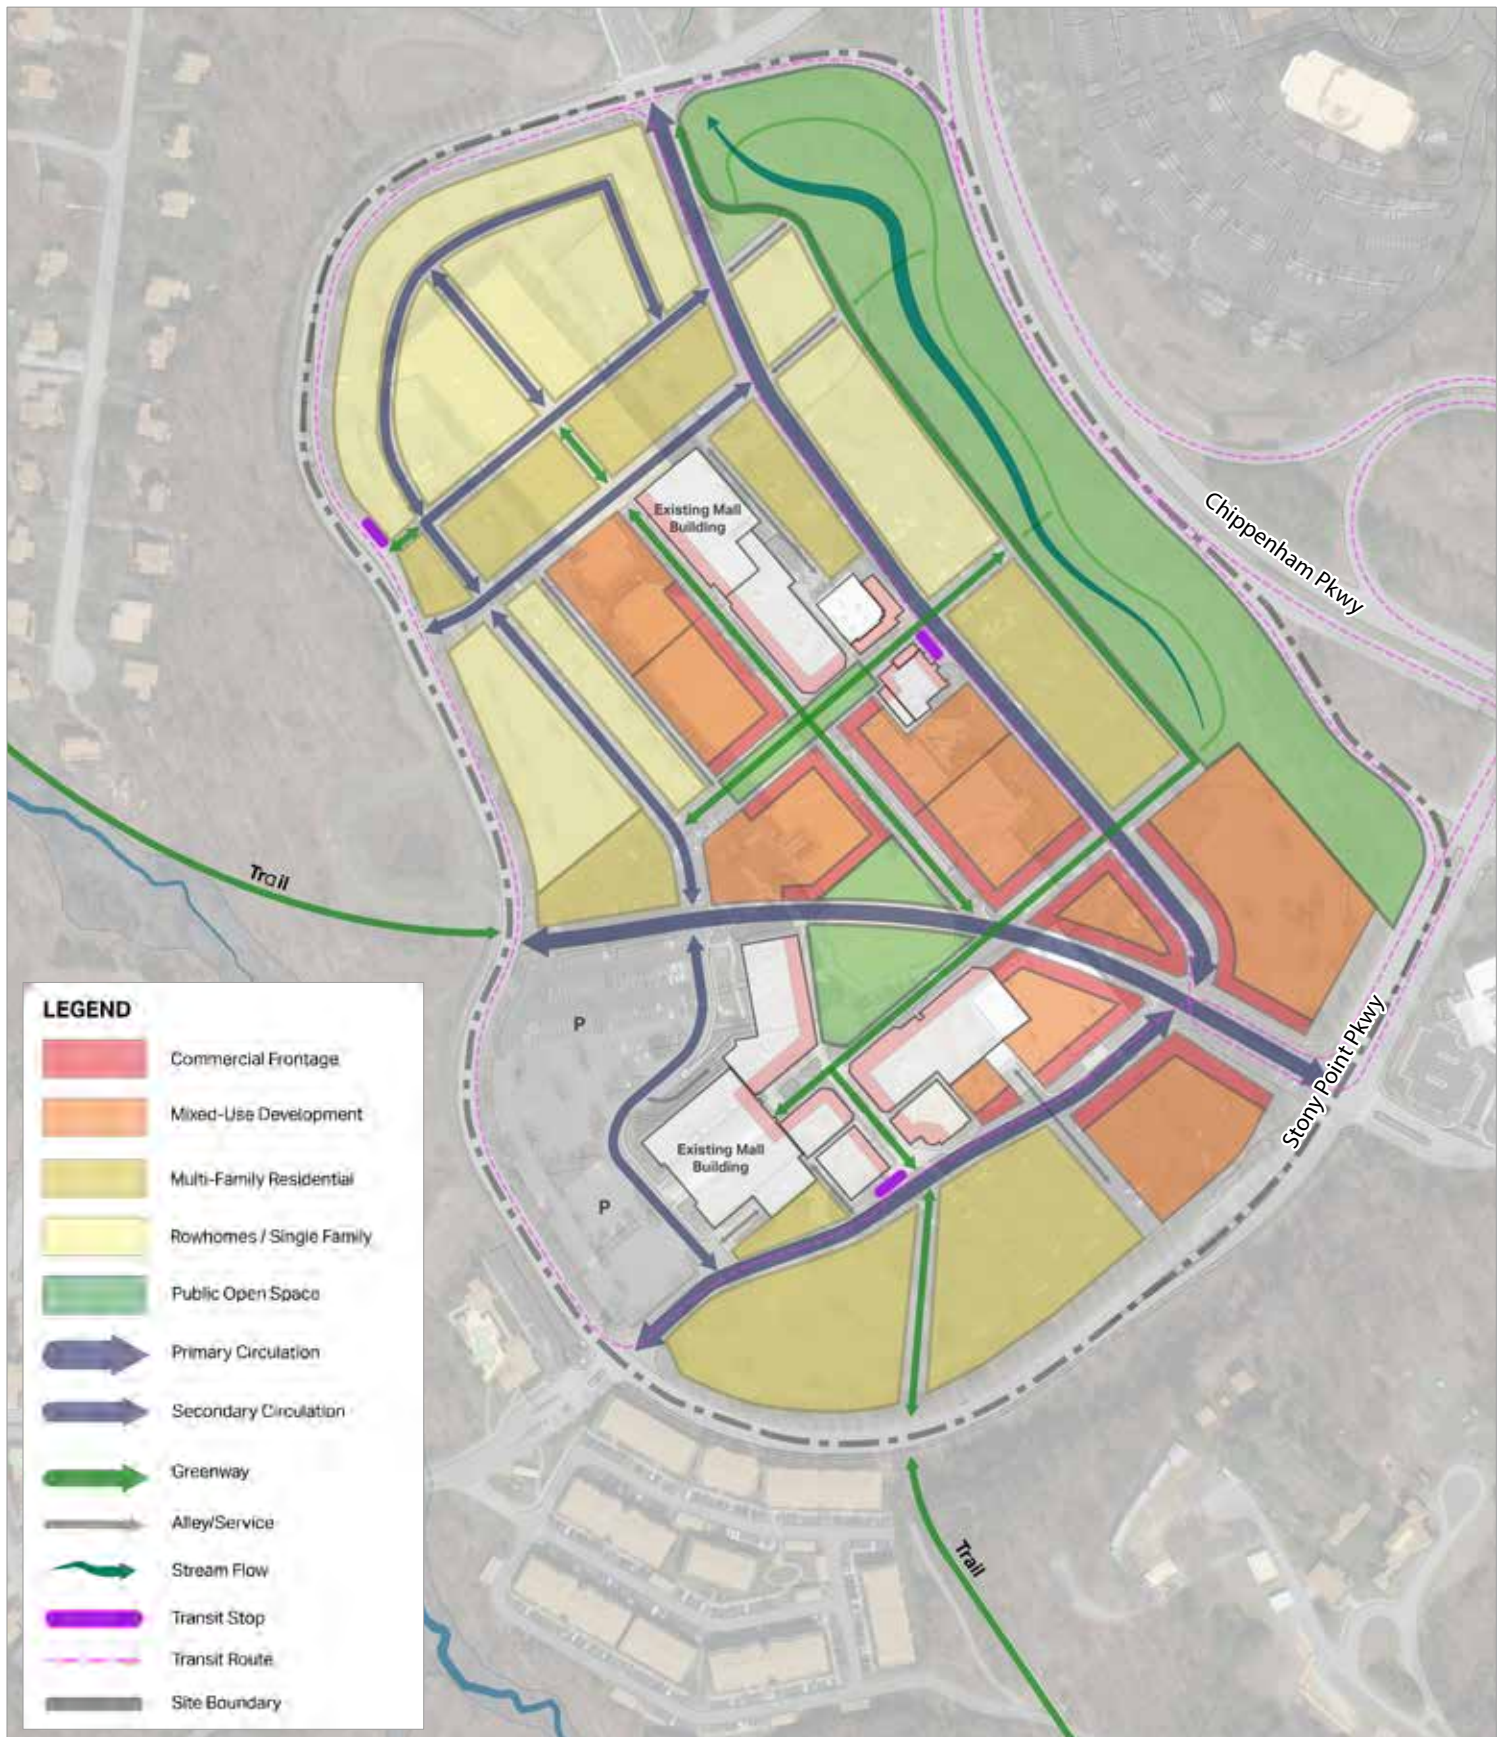 Existing Mall
Building
Chippenham Pkwy
Trail
Stony Point Pkwy
P
Existing Mall
Building
P
Trail
LEGEND
Commercial Frontage
Mixed-Use Development
Multi-Family Residential
Rowhomes / Single Family
Public Open Space
Primary Circulation
Secondary Circulation
Greenway
Alley/Service
Stream Flow
Transit Stop
Transit Route
Site Boundary